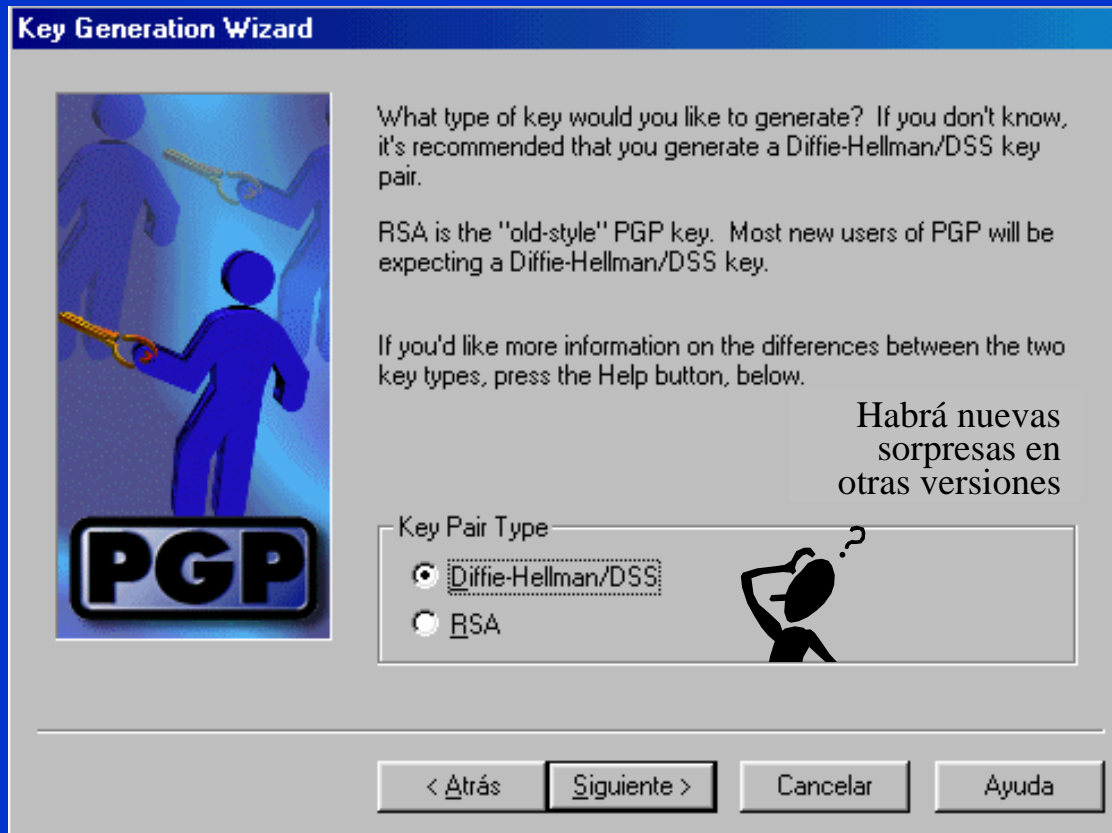 Key Generation Wizard
What type of key would you like to generate? If you don't know,
it's recommended that you generate a Diffie-Hellman/DSS key
pair.
RSA is the "old-style" PGP key. Most new users of PGP will be
expecting a Diffie-Hellman/DSS key.
If you'd like more information on the differences between the two
key types, press the Help button, below.
Habrá nuevas
sorpresas en
otras versiones
PGP
Key Pair Type
?
Diffie-Hellman/DSS
RSA
< Atrás
Siguiente >
Cancelar
Ayuda